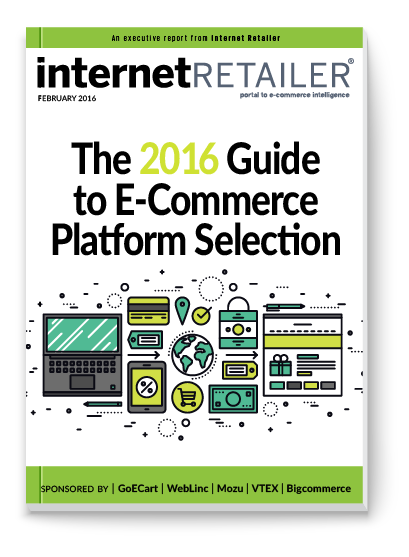 An executive report from Internet Retailer
internetRETAILER®
portal to e-commerce intelligence
FEBRUARY 2016
The 2016 Guide
to E-Commerce
Platform Selection
%
SPONSORED BY | GoECart | WebLinc | Mozu | VTEX | Bigcommerce